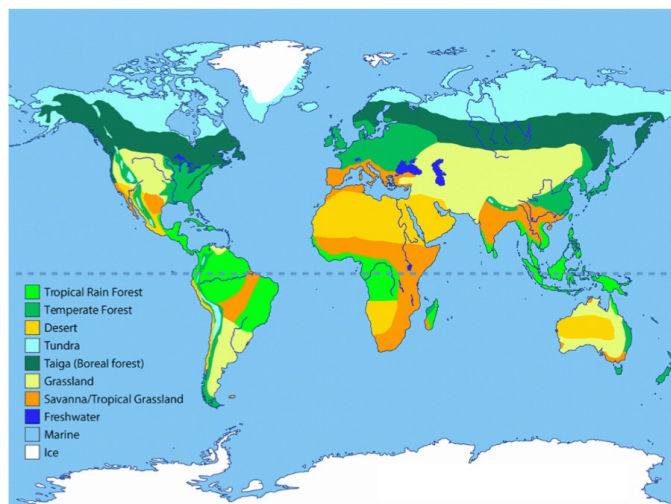 Tropical Rain Forest
Temperate Forest
Desert
Tundra
Taiga (Boreal forest)
Grassland
Savanna/Tropical Grassland
Freshwater
Marine
Ice